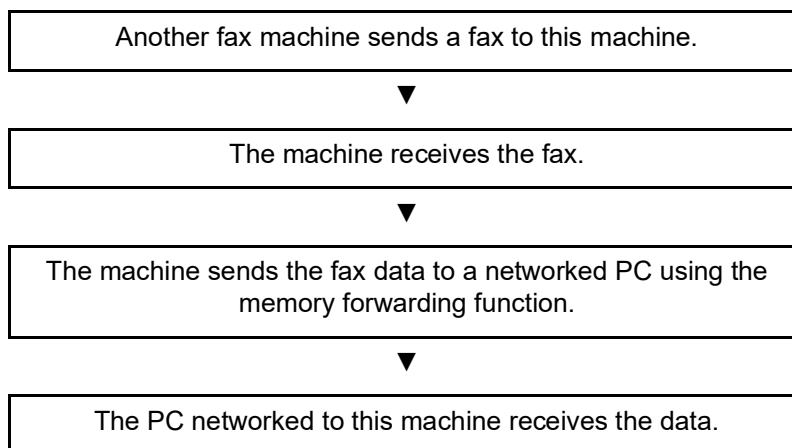 Another fax machine sends a fax to this machine.
The machine receives the fax.
The machine sends the fax data to a networked PC using the
memory forwarding function.
The PC networked to this machine receives the data.